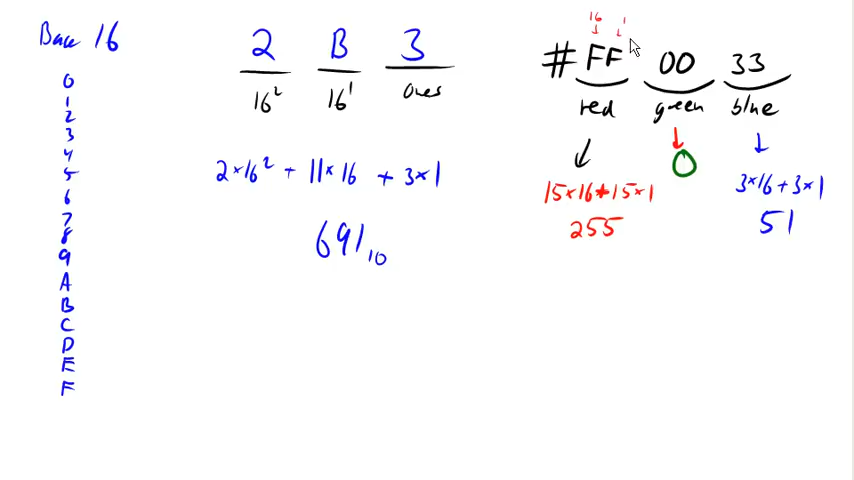 Base 16
0
1
2
3
4
5
6
7
8
9
A
B
C
D
E
F
2 B 3
16² 16¹ ones
2×16² + 11×16 + 3×1
691₁₀
16 1
#FF 00 33
red green blue
15×16+15×1
255
0
3×16+3×1
51